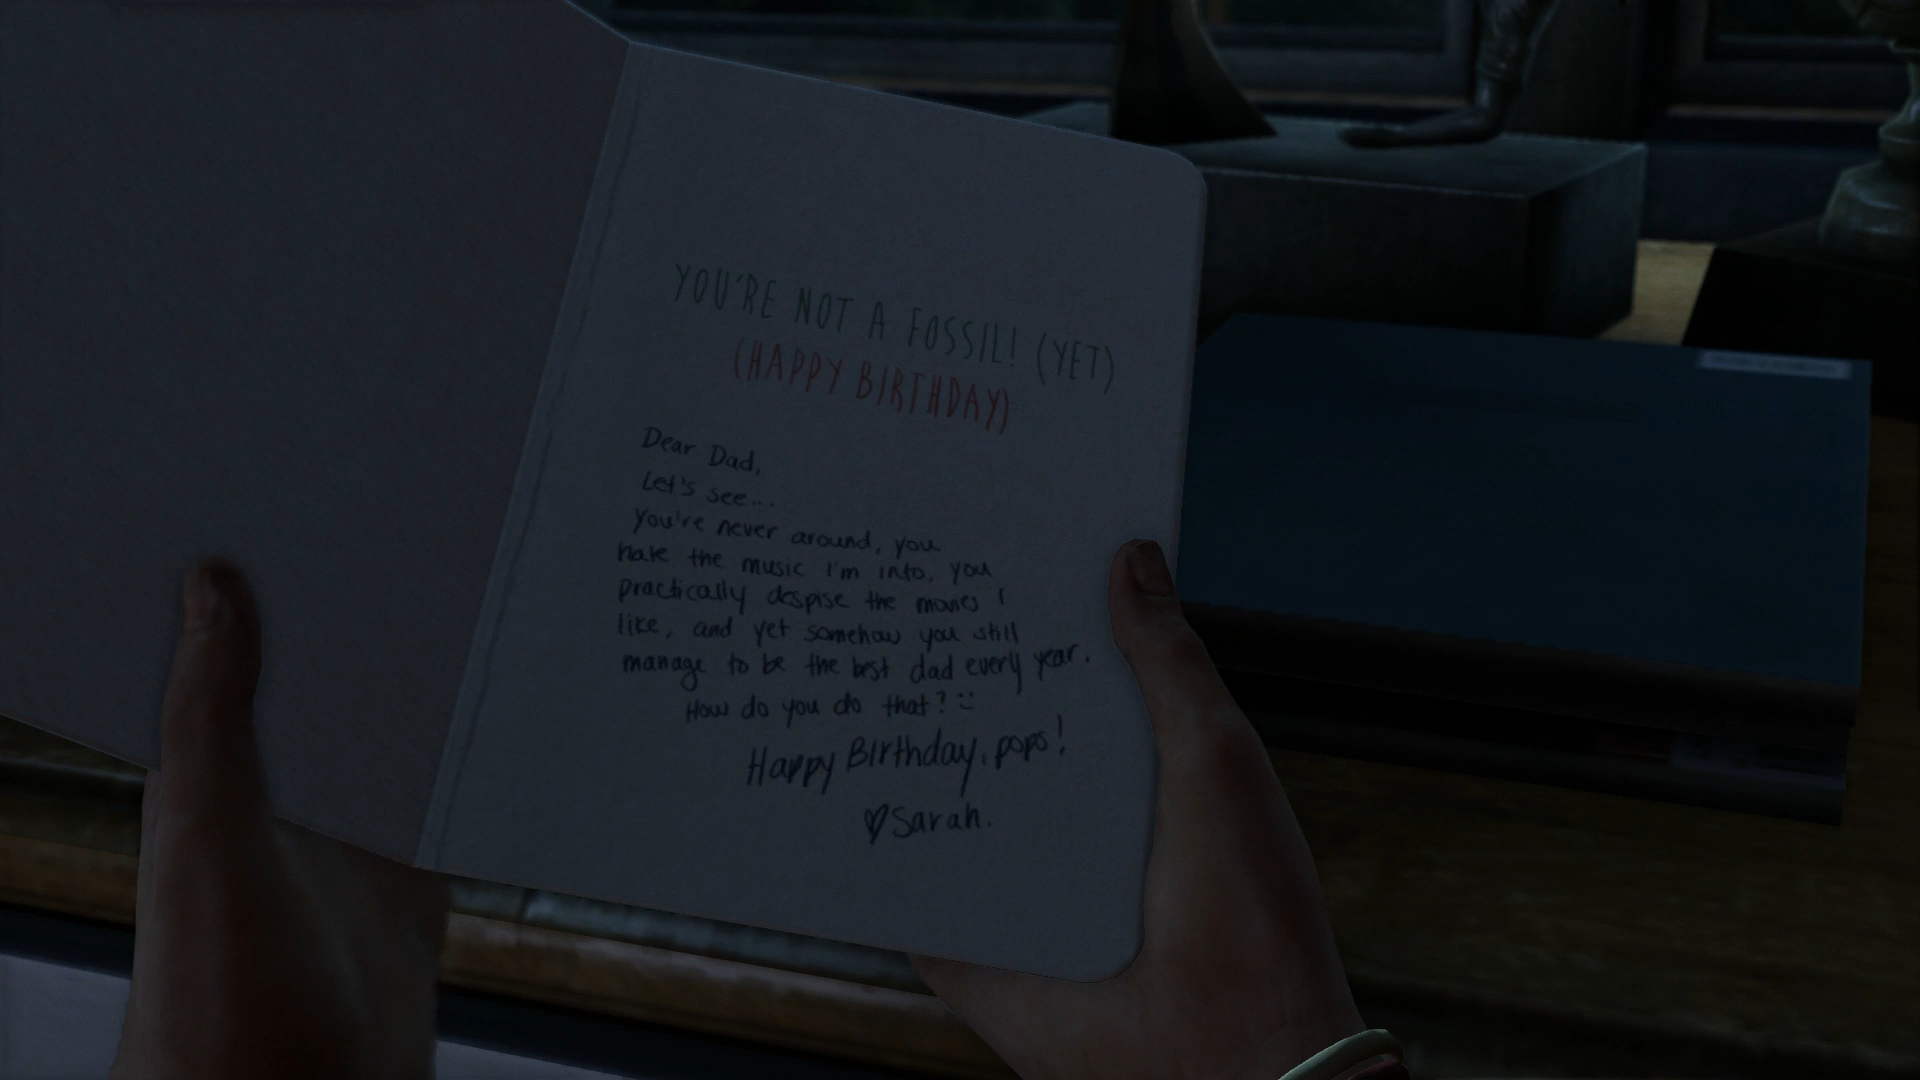 YOU'RE NOT A FOSSIL! (YET)
(HAPPY BIRTHDAY)
Dear Dad,
Let's see...
you're never around, you
hate the music I'm into, you
practically despise the movies I
like, and yet somehow you still
manage to be the best dad every year.
How do you do that? :)
Happy Birthday, pops!
♥Sarah.